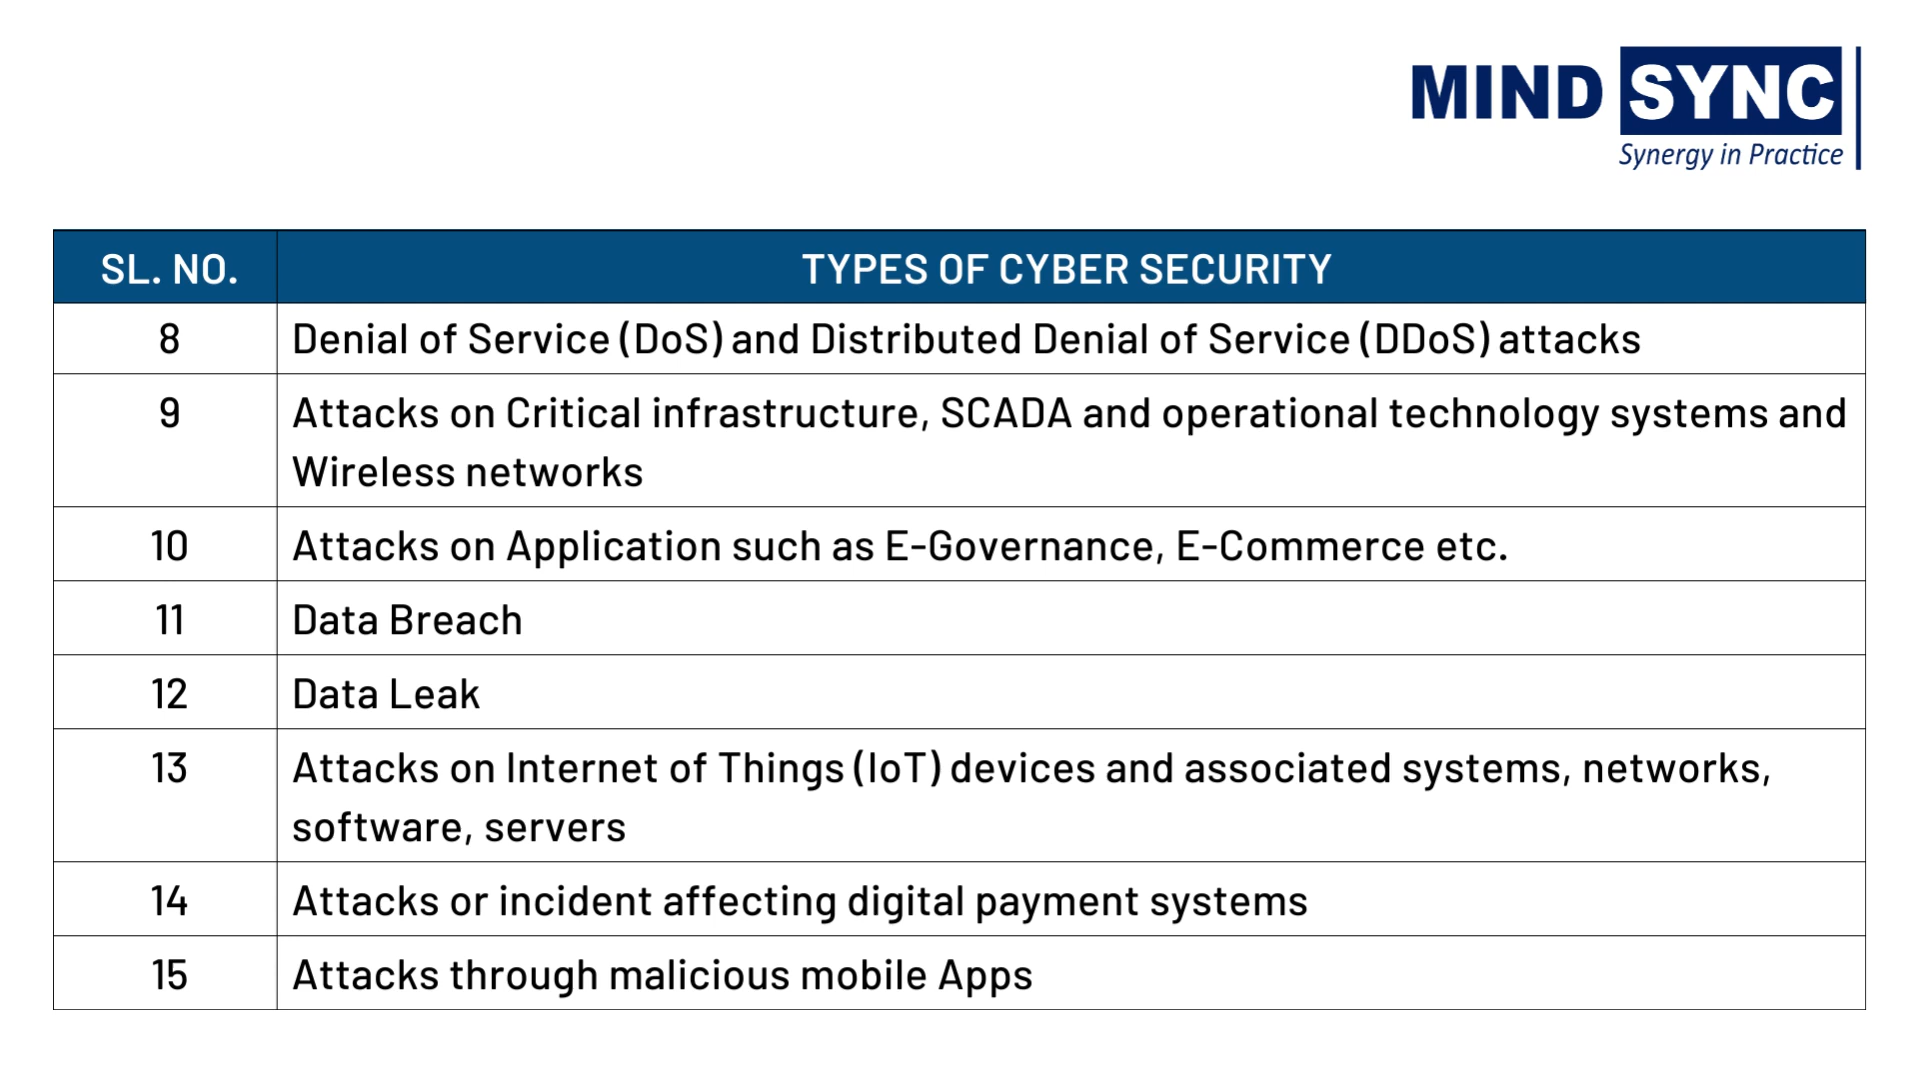 MIND SYNC
Synergy in Practice
SL. NO. TYPES OF CYBER SECURITY
8 Denial of Service (DoS) and Distributed Denial of Service (DDoS) attacks
9 Attacks on Critical infrastructure, SCADA and operational technology systems and
Wireless networks
10 Attacks on Application such as E-Governance, E-Commerce etc.
11 Data Breach
12 Data Leak
13 Attacks on Internet of Things (IoT) devices and associated systems, networks,
software, servers
14 Attacks or incident affecting digital payment systems
15 Attacks through malicious mobile Apps